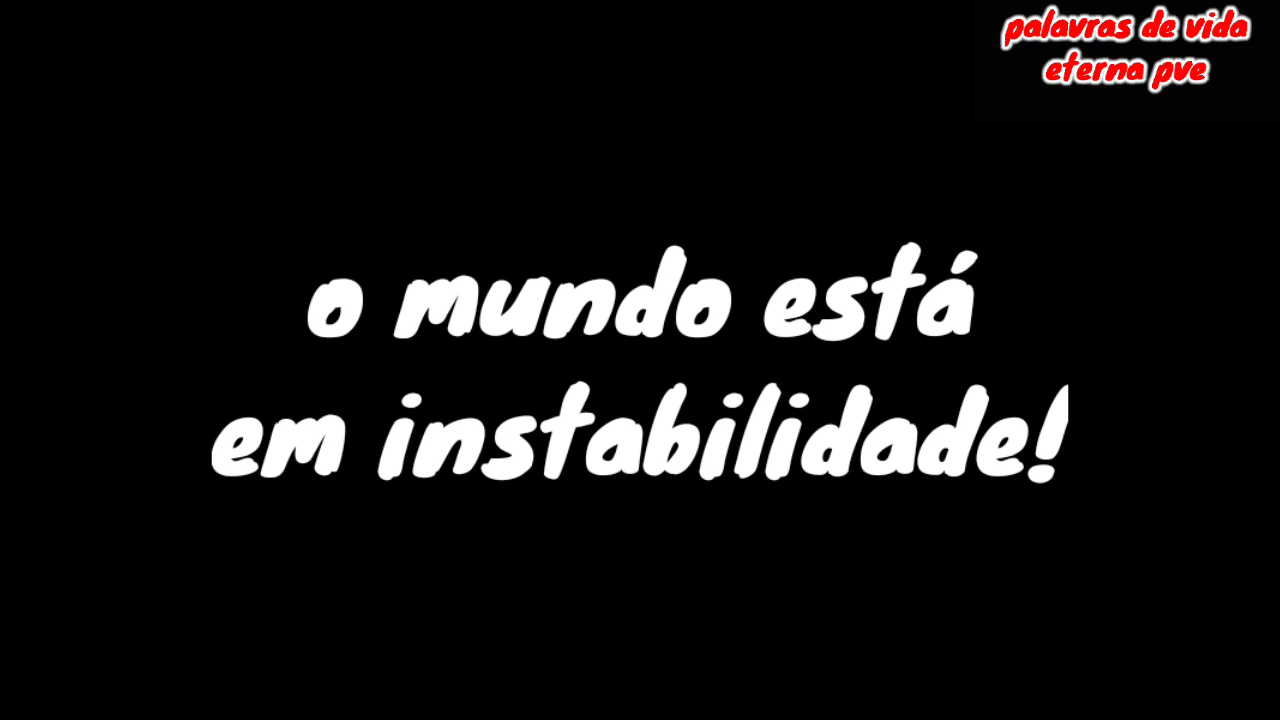 palavras de vida
eterna pve
o mundo está
em instabilidade!